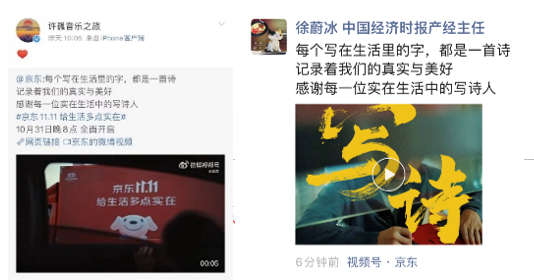 许巍音乐之旅
昨天 10:05 来自 iPhone客户端
@京东:每个写在生活里的字，都是一首诗
记录着我们的真实与美好
感谢每一位实在生活中的写诗人
#京东11.11 给生活多点实在#
10月31日晚8点 全面开启
网页链接 京东的微博视频
京东11.11
给生活多点实在
00:05
徐蔚冰 中国经济时报产经主任
每个写在生活里的字，都是一首诗
记录着我们的真实与美好
感谢每一位实在生活中的写诗人
写
诗
6分钟前 视频号·京东